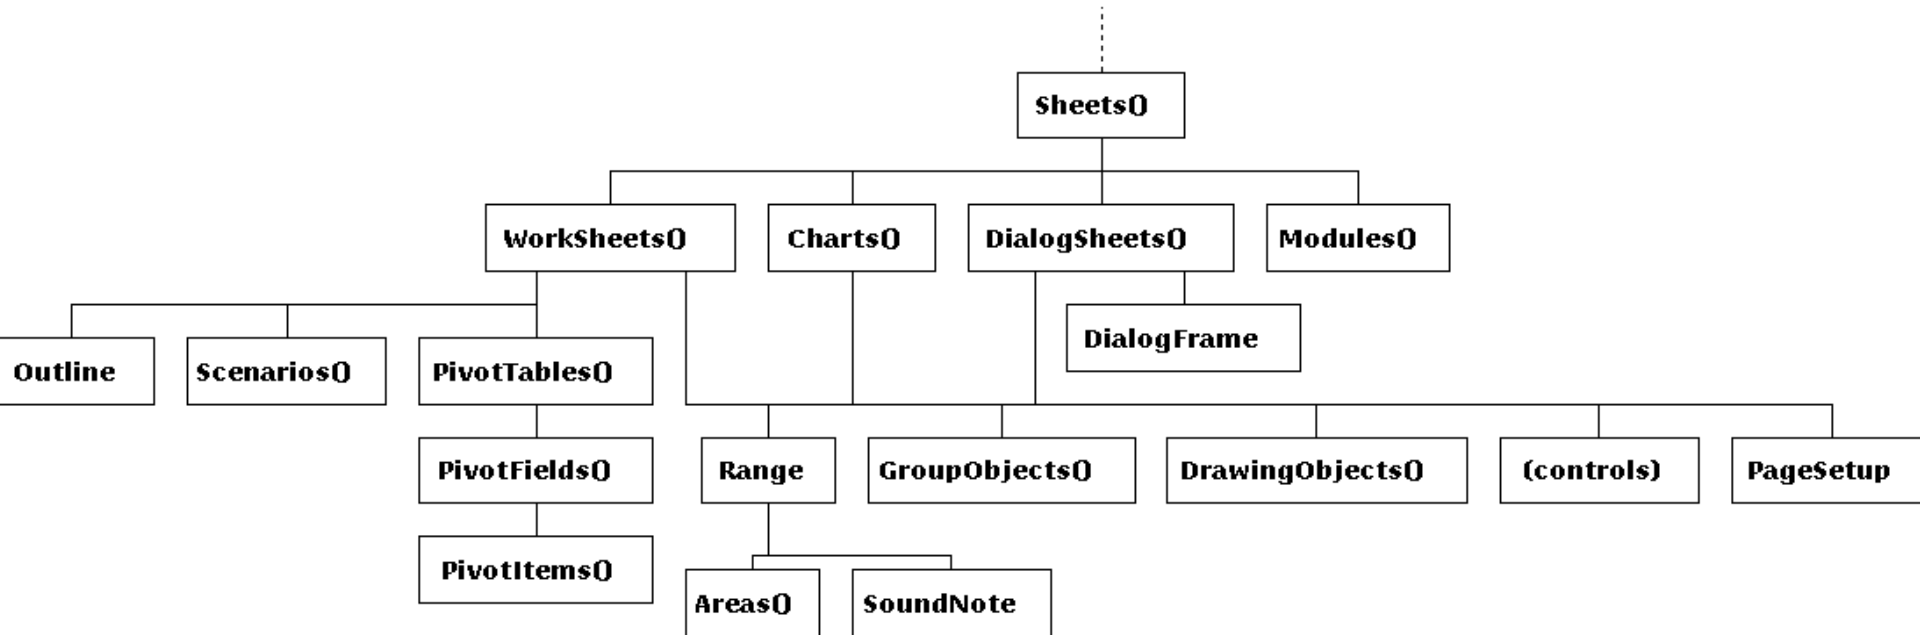 Sheets()
WorkSheets()
Charts()
DialogSheets()
Modules()
DialogFrame
Outline
Scenarios()
PivotTables()
PivotFields()
Range
GroupObjects()
DrawingObjects()
(controls)
PageSetup
PivotItems()
Areas()
SoundNote